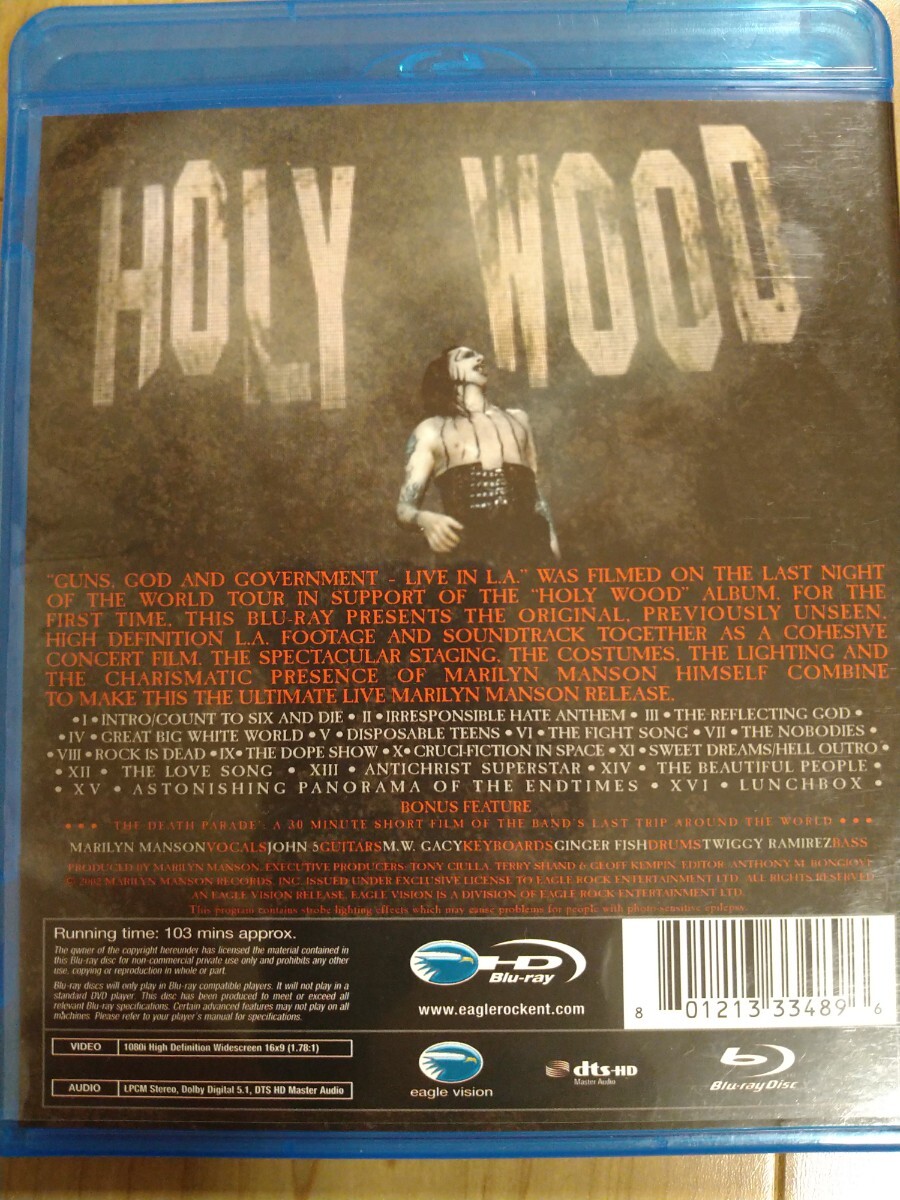 HOLY WOOD
"GUNS, GOD AND GOVERNMENT - LIVE IN L.A." WAS FILMED ON THE LAST NIGHT
OF THE WORLD TOUR IN SUPPORT OF THE "HOLY WOOD" ALBUM. FOR THE
FIRST TIME, THIS BLU-RAY PRESENTS THE ORIGINAL, PREVIOUSLY UNSEEN,
HIGH DEFINITION L.A. FOOTAGE AND SOUNDTRACK TOGETHER AS A COHESIVE
CONCERT FILM. THE SPECTACULAR STAGING, THE COSTUMES, THE LIGHTING AND
THE CHARISMATIC PRESENCE OF MARILYN MANSON HIMSELF COMBINE
TO MAKE THIS THE ULTIMATE LIVE MARILYN MANSON RELEASE.
• I • INTRO/COUNT TO SIX AND DIE • II • IRRESPONSIBLE HATE ANTHEM • III • THE REFLECTING GOD •
• IV • GREAT BIG WHITE WORLD • V • DISPOSABLE TEENS • VI • THE FIGHT SONG • VII • THE NOBODIES •
• VIII • ROCK IS DEAD • IX • THE DOPE SHOW • X • CRUCI-FICTION IN SPACE • XI • SWEET DREAMS/HELL OUTRO •
• XII • THE LOVE SONG • XIII • ANTICHRIST SUPERSTAR • XIV • THE BEAUTIFUL PEOPLE •
• XV • ASTONISHING PANORAMA OF THE ENDTIMES • XVI • LUNCHBOX •
BONUS FEATURE
• • • "THE DEATH PARADE": A 30 MINUTE SHORT FILM OF THE BAND'S LAST TRIP AROUND THE WORLD • • •
MARILYN MANSONVOCALSJOHN 5GUITARSM.W. GACYKEYBOARDSGINGER FISHDRUMSTWIGGY RAMIREZBASS
PRODUCED BY MARILYN MANSON. EXECUTIVE PRODUCERS: TONY CIULLA, TERRY SHAND & GEOFF KEMPIN. EDITOR: ANTHONY M. BONGIOVI
© 2002 MARILYN MANSON RECORDS, INC. ISSUED UNDER EXCLUSIVE LICENSE TO EAGLE ROCK ENTERTAINMENT LTD. ALL RIGHTS RESERVED
AN EAGLE VISION RELEASE. EAGLE VISION IS A DIVISION OF EAGLE ROCK ENTERTAINMENT LTD.
This program contains strobe lighting effects which may cause problems for people with photo-sensitive epilepsy.
Running time: 103 mins approx.
The owner of the copyright hereunder has licensed the material contained in
this Blu-ray disc for non-commercial private use only and prohibits any other
use, copying or reproduction in whole or part.
Blu-ray discs will only play in Blu-ray compatible players. It will not play in a
standard DVD player. This disc has been produced to meet or exceed all
relevant Blu-ray specifications. Certain advanced features may not play on all
machines. Please refer to your player's manual for specifications.
HD
Blu-ray
www.eaglerockent.com
8 01213 33489 6
VIDEO 1080i High Definition Widescreen 16x9 (1.78:1)
AUDIO LPCM Stereo, Dolby Digital 5.1, DTS HD Master Audio
eagle vision
dts-HD
Master Audio
Blu-ray Disc